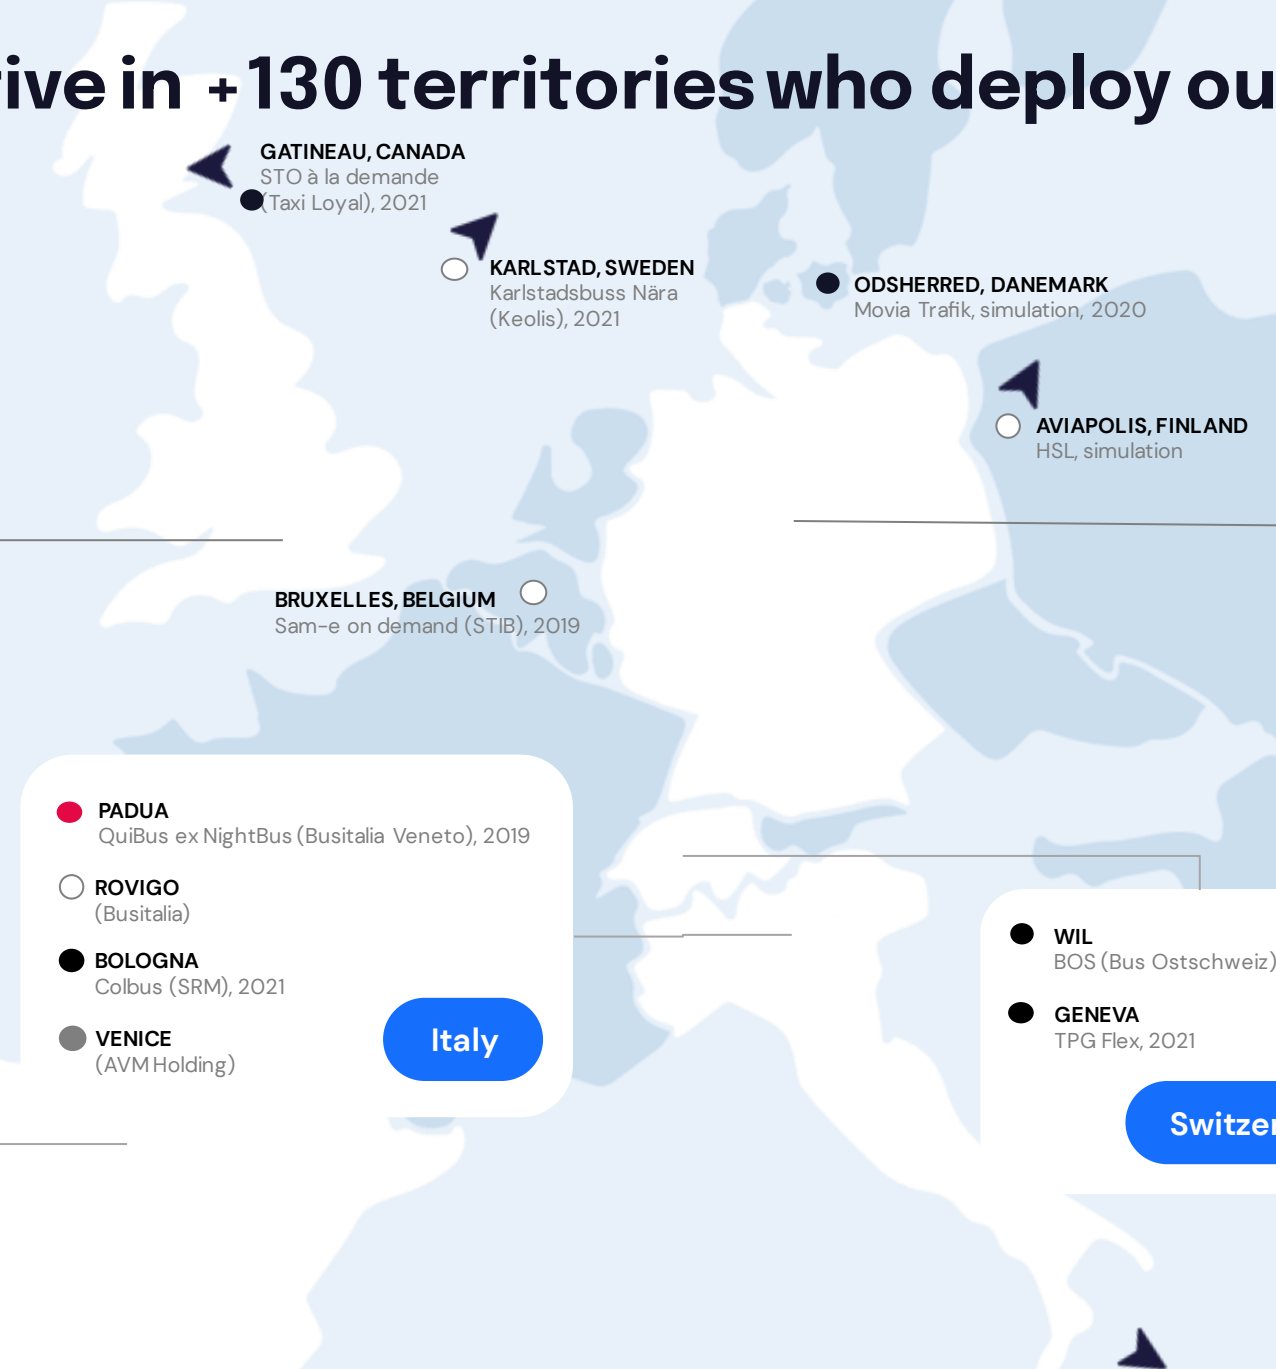 ive in +130 territories who deploy ou
GATINEAU, CANADA
STO à la demande
(Taxi Loyal), 2021
KARLSTAD, SWEDEN
Karlstadsbuss Nära
(Keolis), 2021
ODSHERRED, DANEMARK
Movia Trafik, simulation, 2020
AVIAPOLIS, FINLAND
HSL, simulation
BRUXELLES, BELGIUM
Sam-e on demand (STIB), 2019
PADUA
QuiBus ex NightBus (Busitalia Veneto), 2019
ROVIGO
(Busitalia)
BOLOGNA
Colbus (SRM), 2021
VENICE
(AVM Holding)
Italy
WIL
BOS (Bus Ostschweiz)
GENEVA
TPG Flex, 2021
Switzer